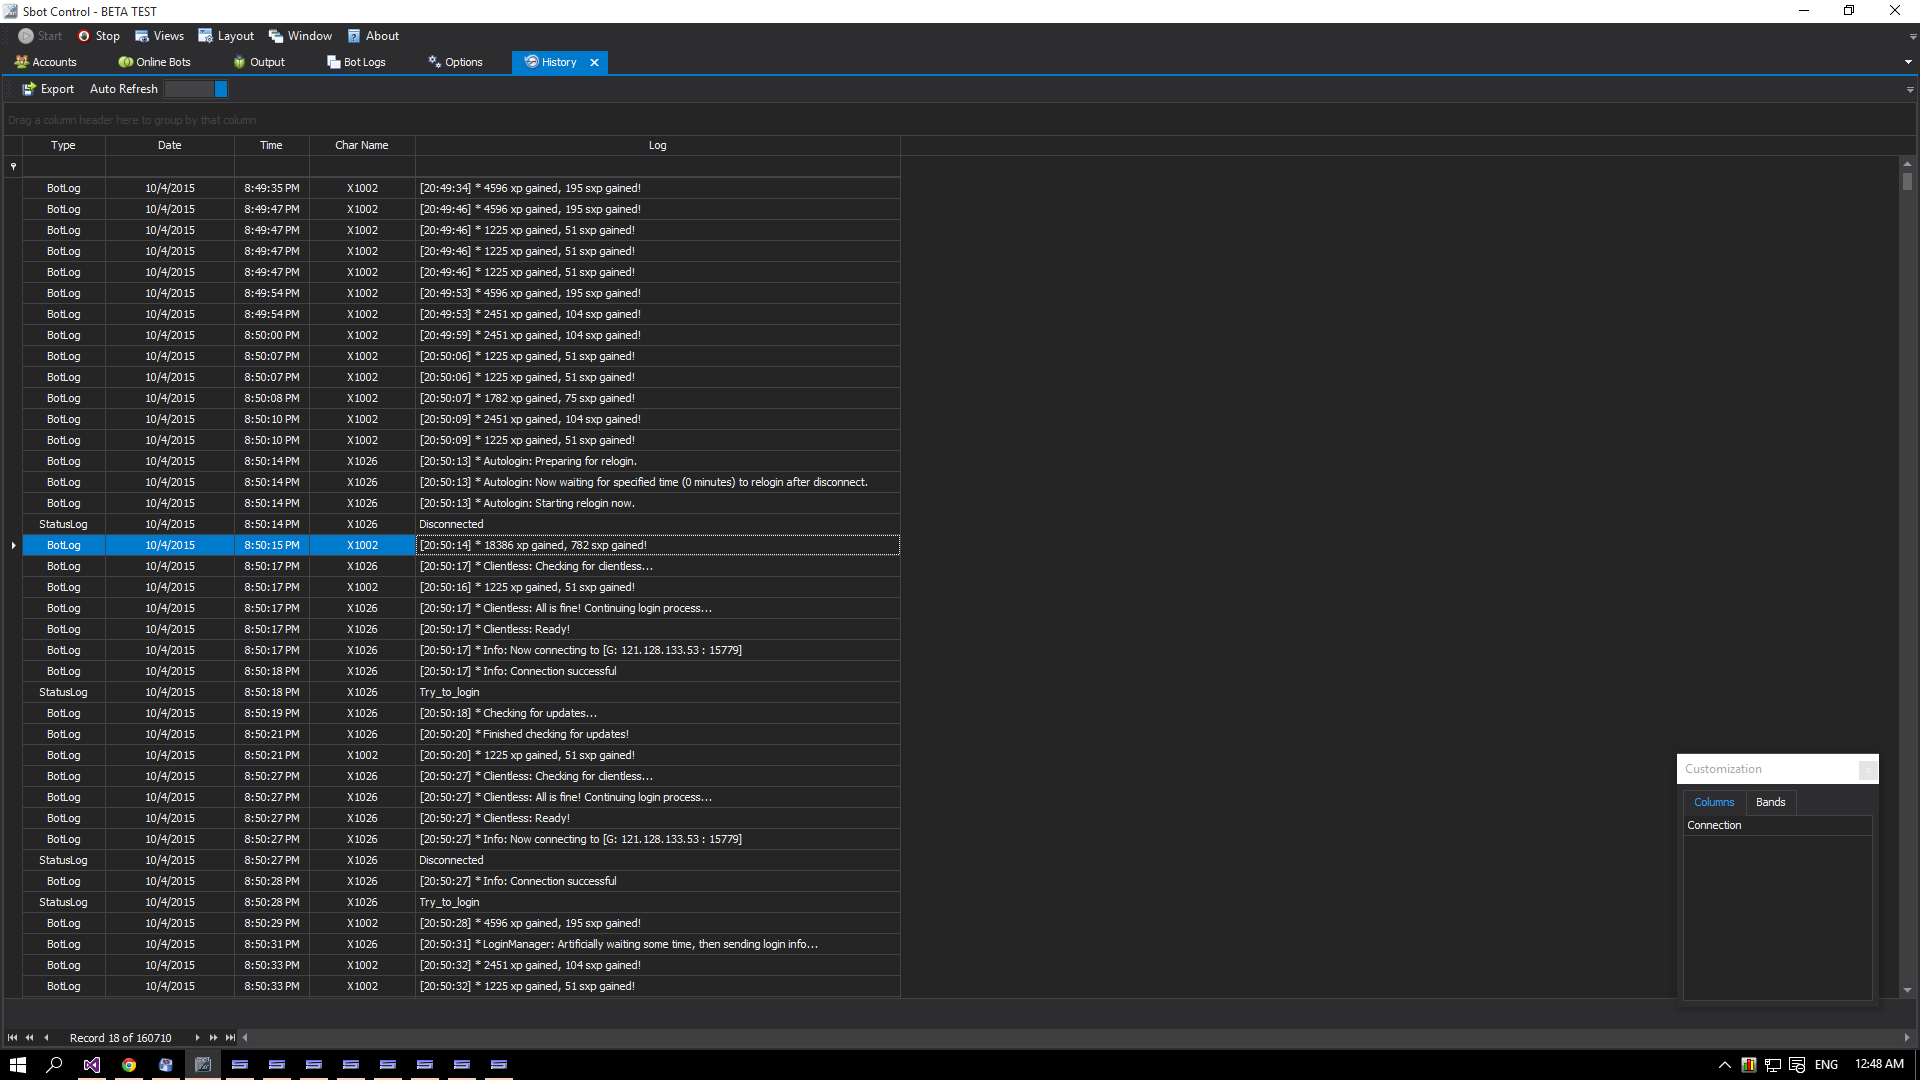 Sbot Control - BETA TEST
Start Stop Views Layout Window About
Accounts Online Bots Output Bot Logs Options History
Export Auto Refresh
Drag a column header here to group by that column
Type Date Time Char Name Log
BotLog 10/4/2015 8:49:35 PM X1002 [20:49:34] * 4596 xp gained, 195 sxp gained!
BotLog 10/4/2015 8:49:47 PM X1002 [20:49:46] * 4596 xp gained, 195 sxp gained!
BotLog 10/4/2015 8:49:47 PM X1002 [20:49:46] * 1225 xp gained, 51 sxp gained!
BotLog 10/4/2015 8:49:47 PM X1002 [20:49:46] * 1225 xp gained, 51 sxp gained!
BotLog 10/4/2015 8:49:47 PM X1002 [20:49:46] * 1225 xp gained, 51 sxp gained!
BotLog 10/4/2015 8:49:54 PM X1002 [20:49:53] * 4596 xp gained, 195 sxp gained!
BotLog 10/4/2015 8:49:54 PM X1002 [20:49:53] * 2451 xp gained, 104 sxp gained!
BotLog 10/4/2015 8:50:00 PM X1002 [20:49:59] * 2451 xp gained, 104 sxp gained!
BotLog 10/4/2015 8:50:07 PM X1002 [20:50:06] * 1225 xp gained, 51 sxp gained!
BotLog 10/4/2015 8:50:07 PM X1002 [20:50:06] * 1225 xp gained, 51 sxp gained!
BotLog 10/4/2015 8:50:08 PM X1002 [20:50:07] * 1782 xp gained, 75 sxp gained!
BotLog 10/4/2015 8:50:10 PM X1002 [20:50:09] * 2451 xp gained, 104 sxp gained!
BotLog 10/4/2015 8:50:10 PM X1002 [20:50:09] * 1225 xp gained, 51 sxp gained!
BotLog 10/4/2015 8:50:14 PM X1026 [20:50:13] * Autologin: Preparing for relogin.
BotLog 10/4/2015 8:50:14 PM X1026 [20:50:13] * Autologin: Now waiting for specified time (0 minutes) to relogin after disconnect.
BotLog 10/4/2015 8:50:14 PM X1026 [20:50:13] * Autologin: Starting relogin now.
StatusLog 10/4/2015 8:50:14 PM X1026 Disconnected
BotLog 10/4/2015 8:50:15 PM X1002 [20:50:14] * 18386 xp gained, 782 sxp gained!
BotLog 10/4/2015 8:50:17 PM X1026 [20:50:17] * Clientless: Checking for clientless...
BotLog 10/4/2015 8:50:17 PM X1002 [20:50:16] * 1225 xp gained, 51 sxp gained!
BotLog 10/4/2015 8:50:17 PM X1026 [20:50:17] * Clientless: All is fine! Continuing login process...
BotLog 10/4/2015 8:50:17 PM X1026 [20:50:17] * Clientless: Ready!
BotLog 10/4/2015 8:50:17 PM X1026 [20:50:17] * Info: Now connecting to [G: 121.128.133.53 : 15779]
BotLog 10/4/2015 8:50:18 PM X1026 [20:50:17] * Info: Connection successful
StatusLog 10/4/2015 8:50:18 PM X1026 Try_to_login
BotLog 10/4/2015 8:50:19 PM X1026 [20:50:18] * Checking for updates...
BotLog 10/4/2015 8:50:21 PM X1026 [20:50:20] * Finished checking for updates!
BotLog 10/4/2015 8:50:21 PM X1002 [20:50:20] * 1225 xp gained, 51 sxp gained!
BotLog 10/4/2015 8:50:27 PM X1026 [20:50:27] * Clientless: Checking for clientless...
BotLog 10/4/2015 8:50:27 PM X1026 [20:50:27] * Clientless: All is fine! Continuing login process...
BotLog 10/4/2015 8:50:27 PM X1026 [20:50:27] * Clientless: Ready!
BotLog 10/4/2015 8:50:27 PM X1026 [20:50:27] * Info: Now connecting to [G: 121.128.133.53 : 15779]
StatusLog 10/4/2015 8:50:27 PM X1026 Disconnected
BotLog 10/4/2015 8:50:28 PM X1026 [20:50:27] * Info: Connection successful
StatusLog 10/4/2015 8:50:28 PM X1026 Try_to_login
BotLog 10/4/2015 8:50:29 PM X1002 [20:50:28] * 4596 xp gained, 195 sxp gained!
BotLog 10/4/2015 8:50:31 PM X1026 [20:50:31] * LoginManager: Artificially waiting some time, then sending login info...
BotLog 10/4/2015 8:50:33 PM X1002 [20:50:32] * 2451 xp gained, 104 sxp gained!
BotLog 10/4/2015 8:50:33 PM X1002 [20:50:32] * 1225 xp gained, 51 sxp gained!
Customization
Columns Bands
Connection
Record 18 of 160710
ENG 12:48 AM